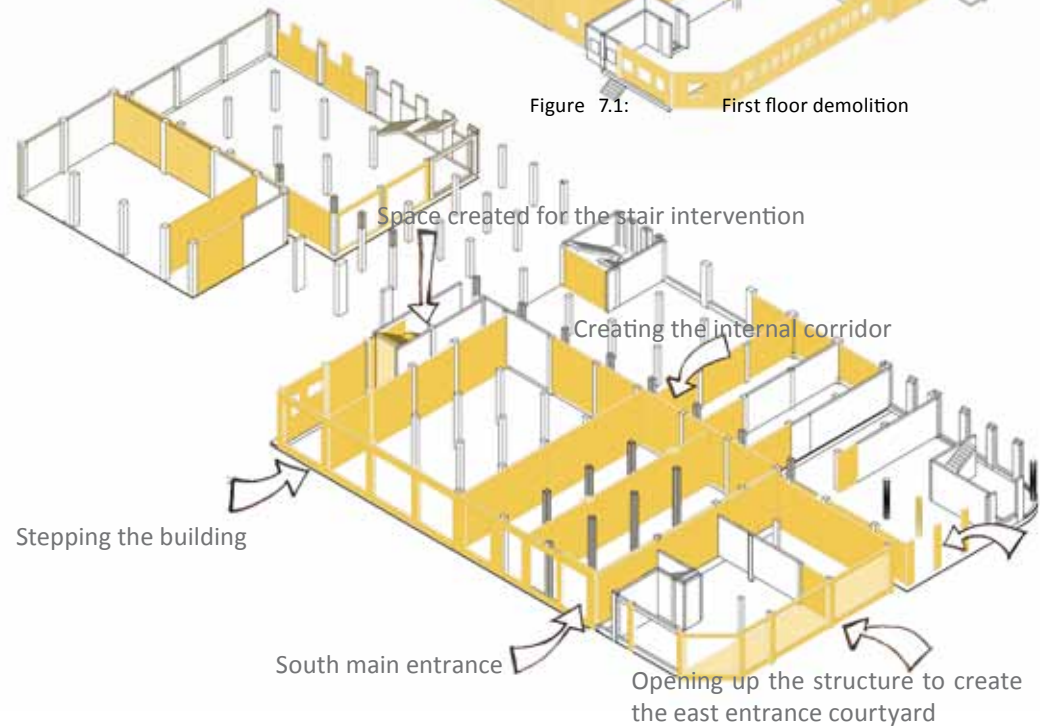 Figure 7.1: First floor demolition
Space created for the stair intervention
Creating the internal corridor
Stepping the building
South main entrance
Opening up the structure to create
the east entrance courtyard